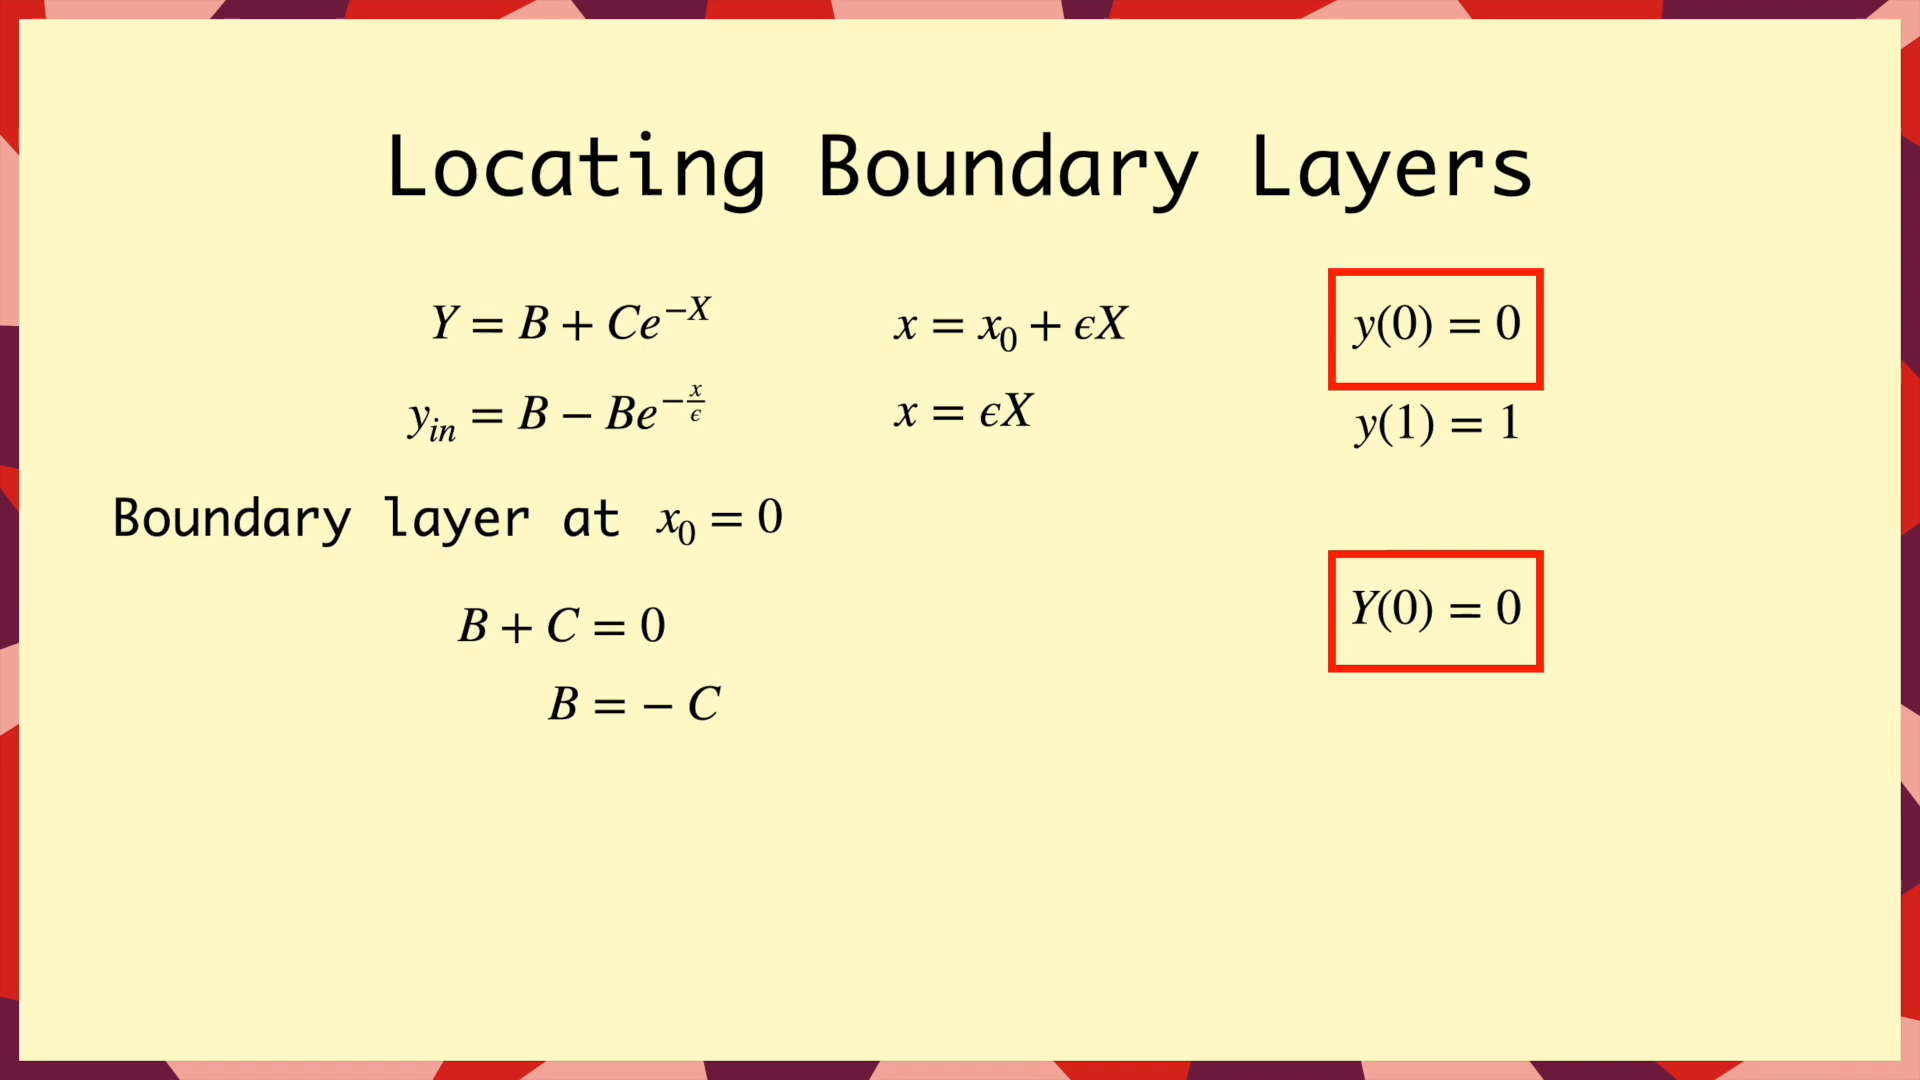 Locating Boundary Layers
Y = B + Ce^{−X}
x = x_0 + ϵX
y(0) = 0
y_{in} = B − Be^{−\frac{x}{ϵ}}
x = ϵX
y(1) = 1
Boundary layer at x_0 = 0
B + C = 0
Y(0) = 0
B = − C